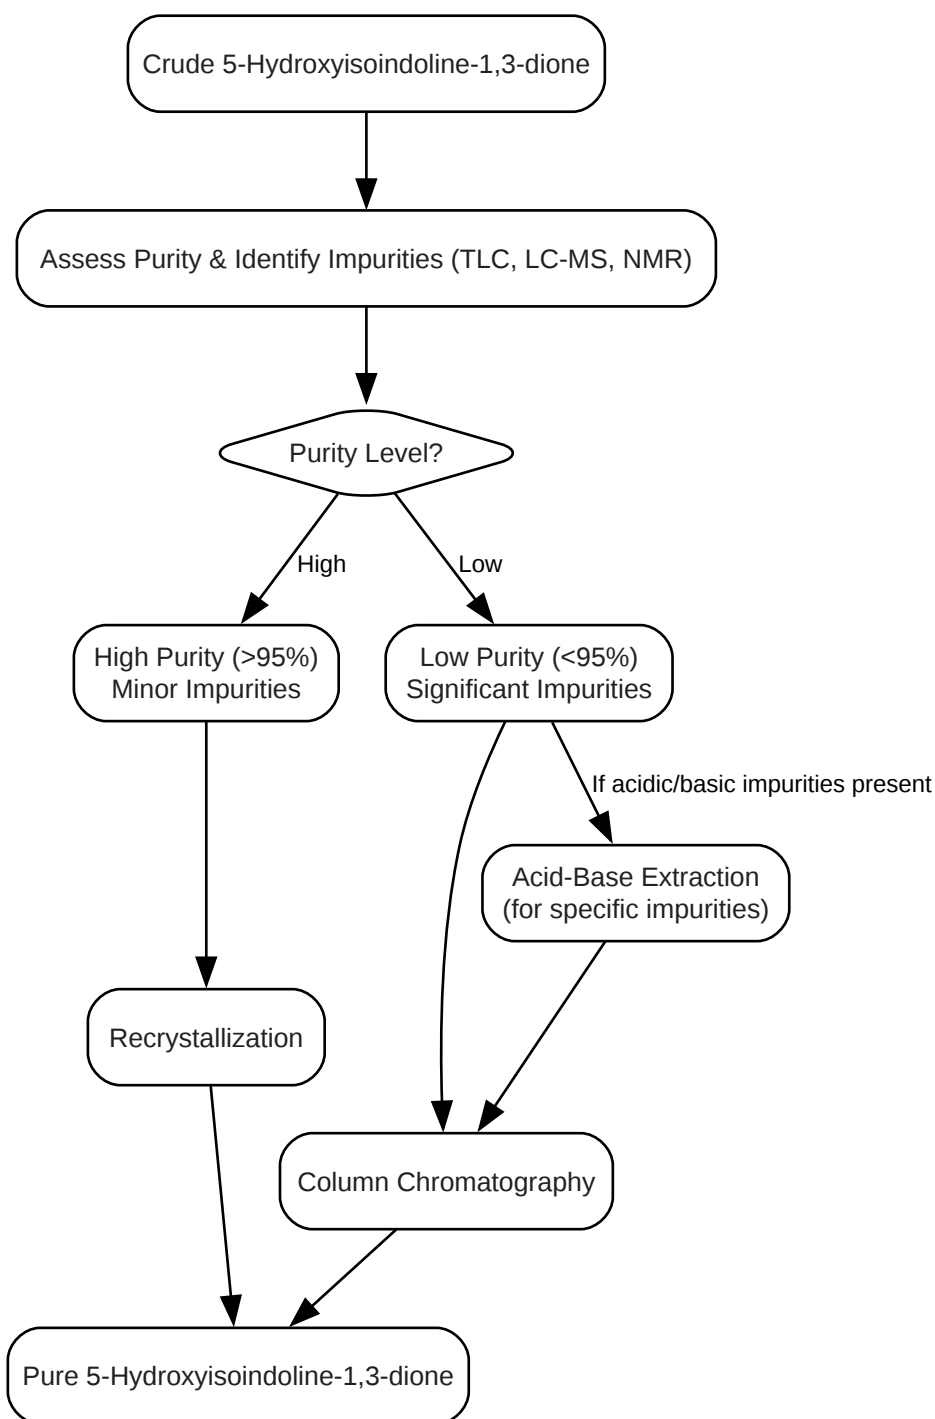 Crude 5-Hydroxyisoindoline-1,3-dione
Assess Purity & Identify Impurities (TLC, LC-MS, NMR)
Purity Level?
High
Low
High Purity (>95%)
Minor Impurities
Low Purity (<95%)
Significant Impurities
If acidic/basic impurities present
Acid-Base Extraction
(for specific impurities)
Recrystallization
Column Chromatography
Pure 5-Hydroxyisoindoline-1,3-dione